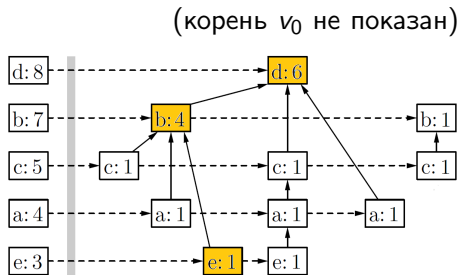 (корень v₀ не показан)
d:8 d:6
b:7 b:4 b:1
c:5 c:1 c:1 c:1
a:4 a:1 a:1 a:1
e:3 e:1 e:1